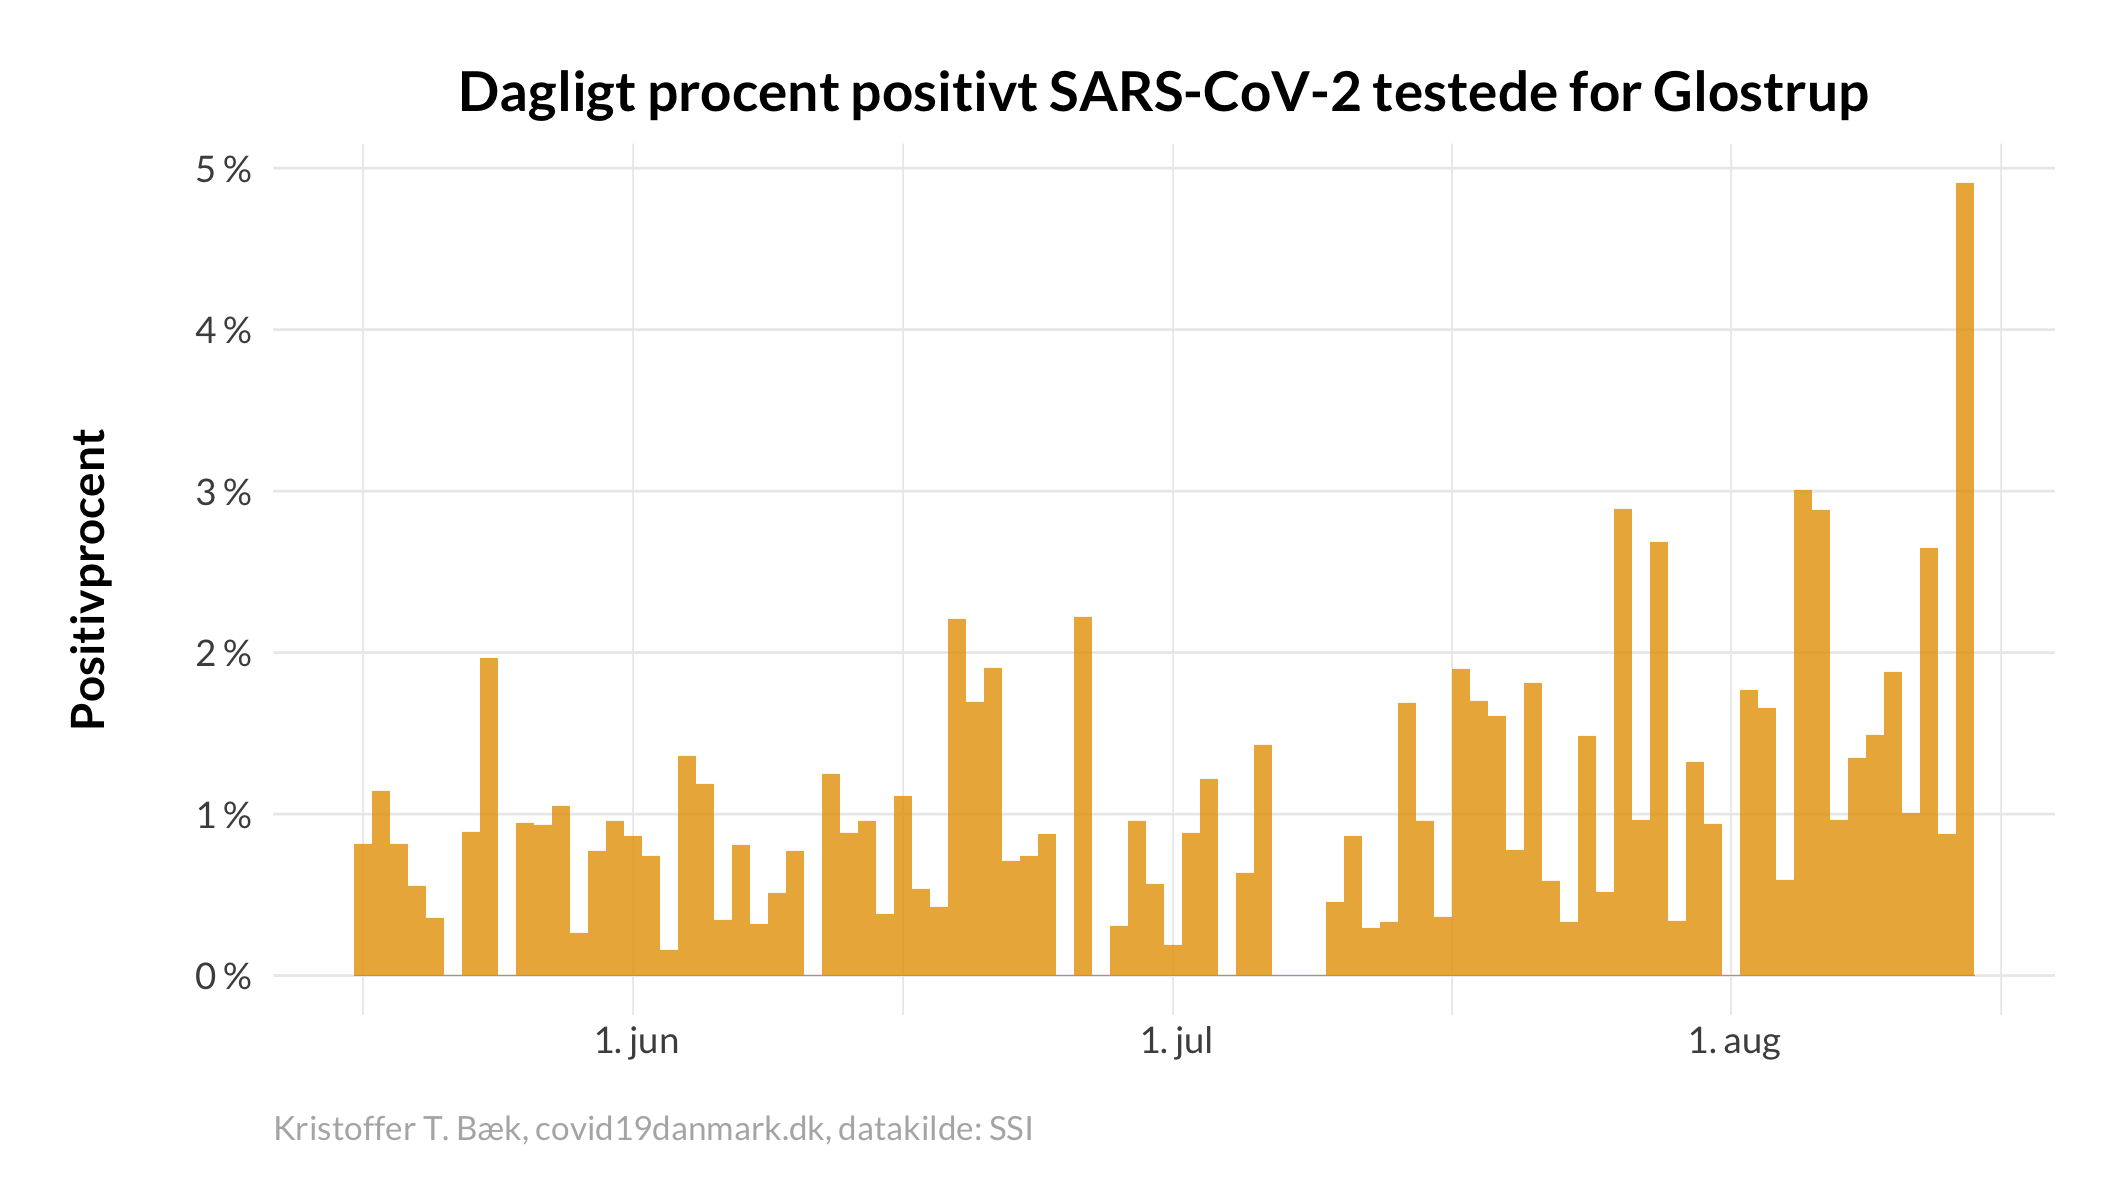 Dagligt procent positivt SARS-CoV-2 testede for Glostrup
Positivprocent
5 %
4 %
3 %
2 %
1 %
0 %
1. jun
1. jul
1. aug
Kristoffer T. Bæk, covid19danmark.dk, datakilde: SSI